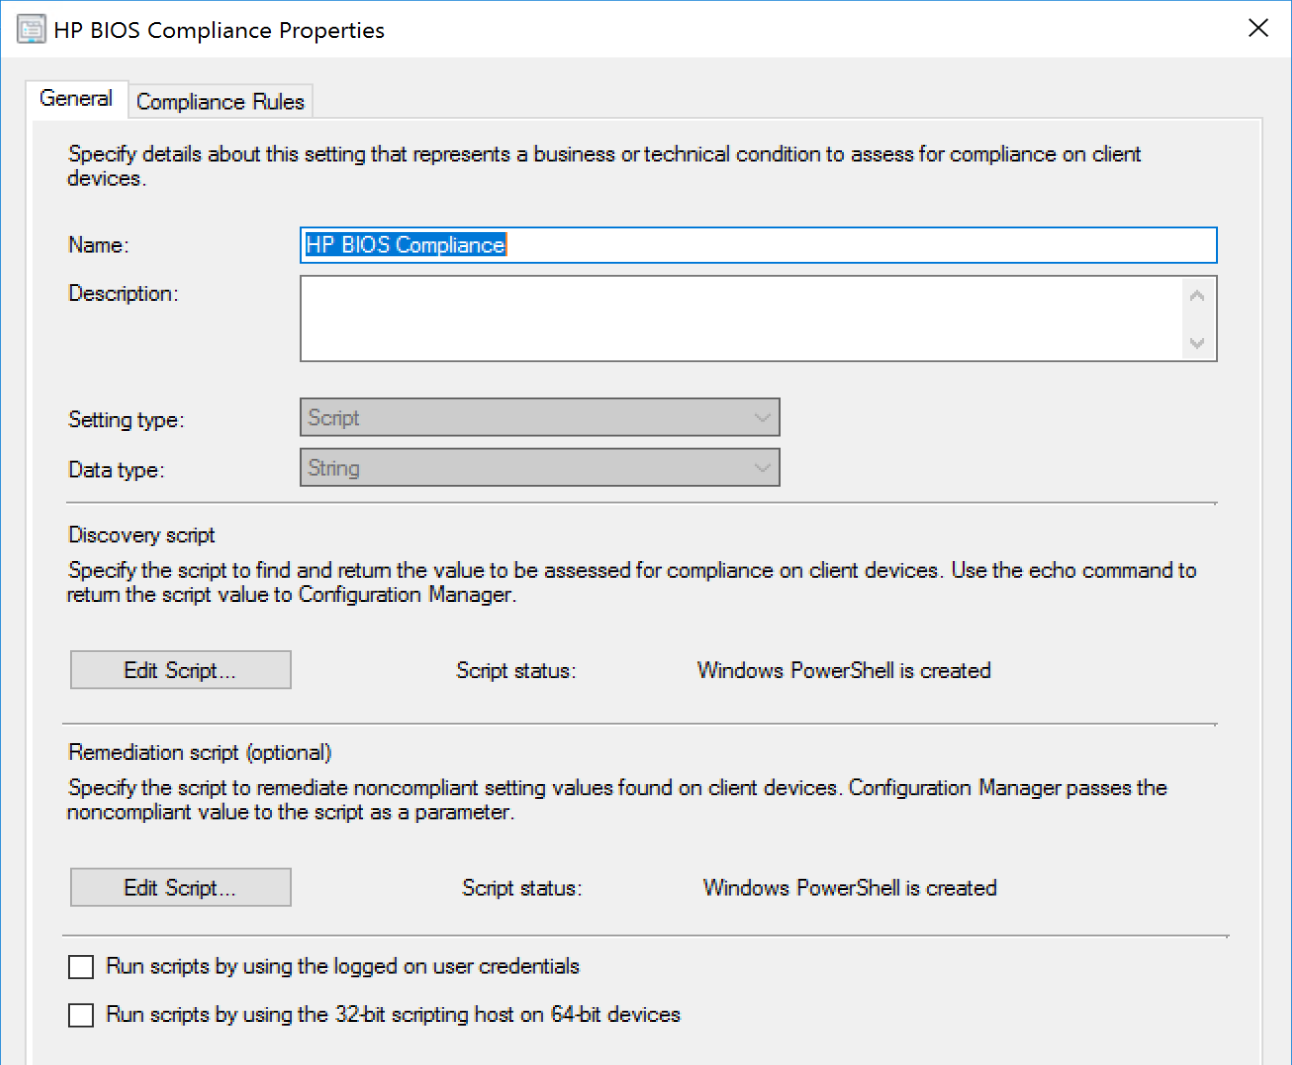 HP BIOS Compliance Properties
General
Compliance Rules
Specify details about this setting that represents a business or technical condition to assess for compliance on client
devices.
Name:
HP BIOS Compliance
Description:
Setting type:
Script
Data type:
String
Discovery script
Specify the script to find and return the value to be assessed for compliance on client devices. Use the echo command to
return the script value to Configuration Manager.
Edit Script...
Script status:
Windows PowerShell is created
Remediation script (optional)
Specify the script to remediate noncompliant setting values found on client devices. Configuration Manager passes the
noncompliant value to the script as a parameter.
Edit Script...
Script status:
Windows PowerShell is created
Run scripts by using the logged on user credentials
Run scripts by using the 32-bit scripting host on 64-bit devices